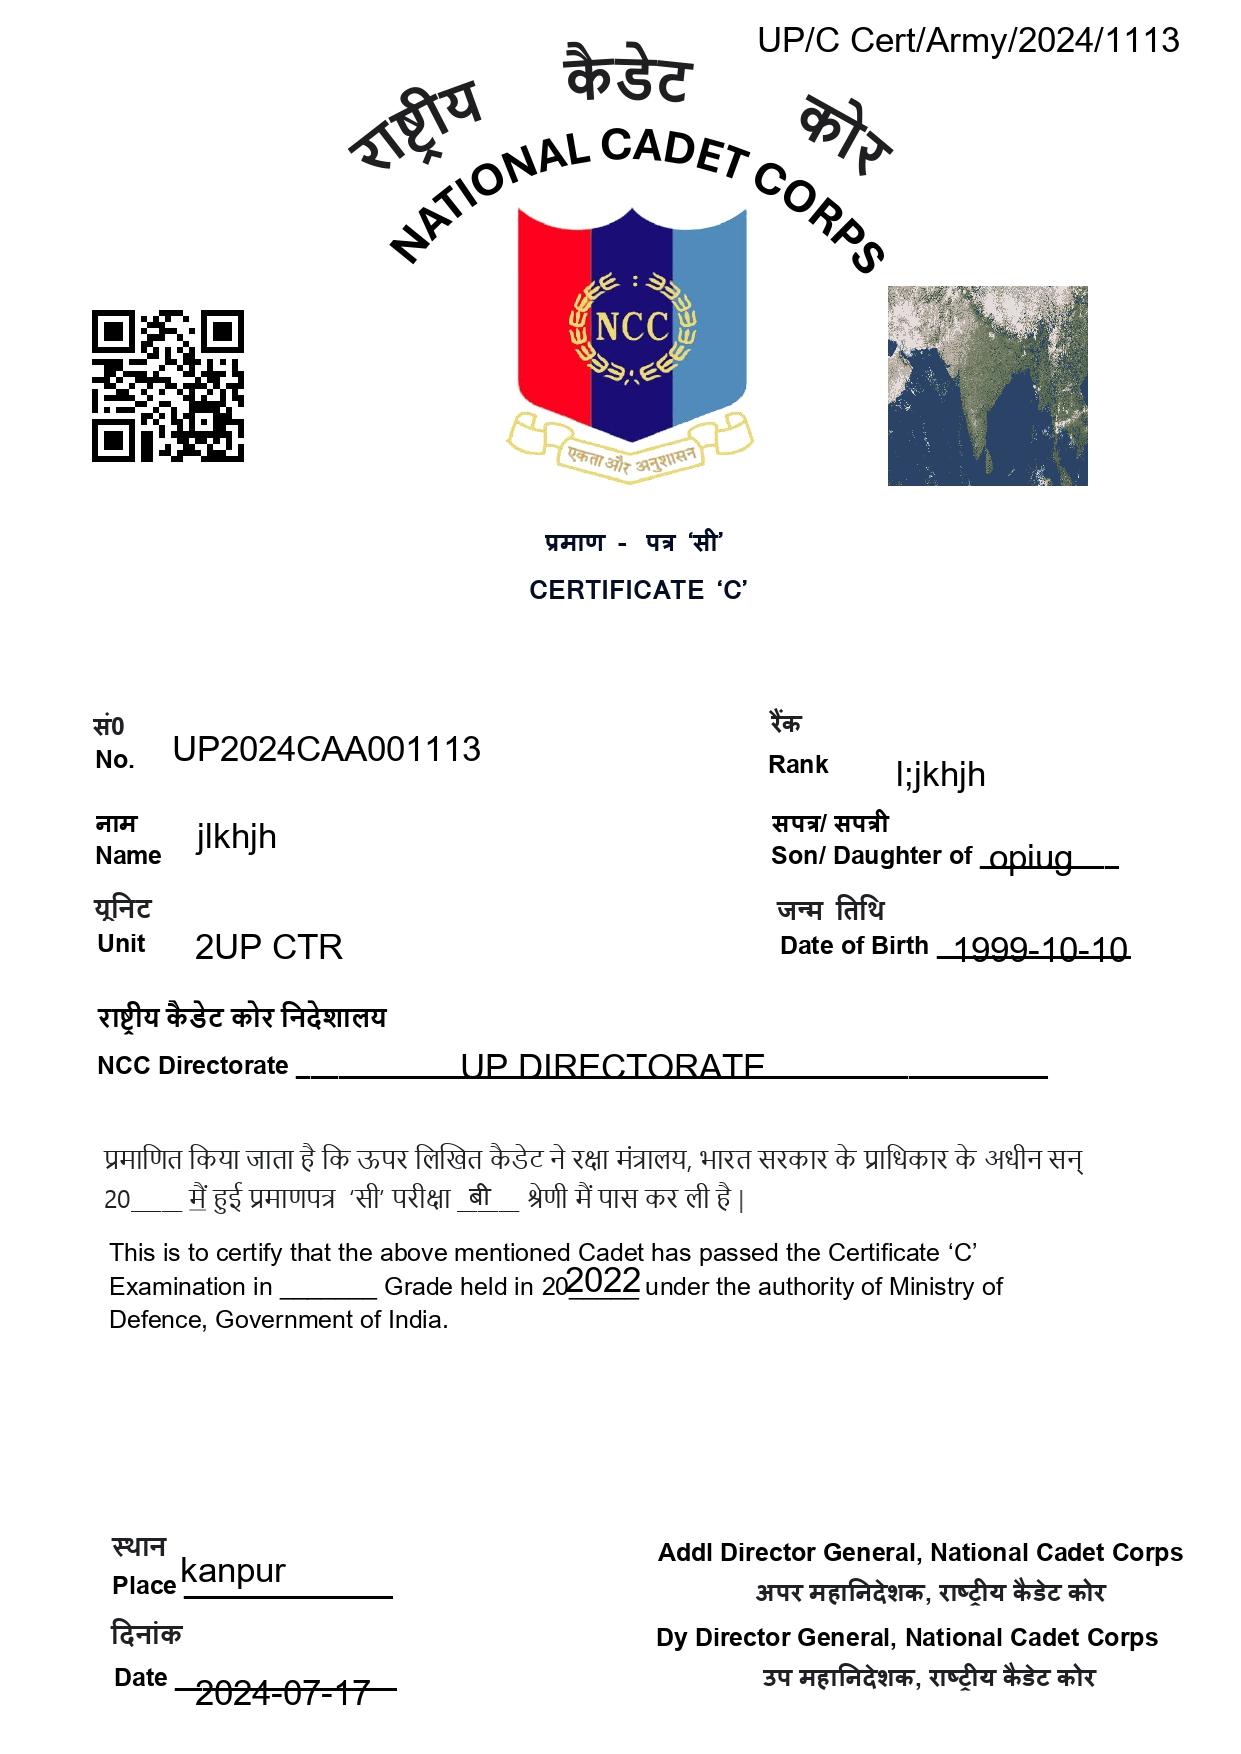 UP/C Cert/Army/2024/1113
राष्ट्रीय कैडेट कोर
NATIONAL CADET CORPS
NCC
एकता और अनुशासन
प्रमाण - पत्र ‘सी’
CERTIFICATE ‘C’
सं0
No. UP2024CAA001113
रैंक
Rank l;jkhjh
नाम
Name jlkhjh
सपत्र/ सपत्री
Son/ Daughter of opiug
यूनिट
Unit 2UP CTR
जन्म तिथि
Date of Birth 1999-10-10
राष्ट्रीय कैडेट कोर निदेशालय
NCC Directorate UP DIRECTORATE
प्रमाणित किया जाता है कि ऊपर लिखित कैडेट ने रक्षा मंत्रालय, भारत सरकार के प्राधिकार के अधीन सन्
20____ मैं हुई प्रमाणपत्र ‘सी’ परीक्षा बी श्रेणी मैं पास कर ली है |
This is to certify that the above mentioned Cadet has passed the Certificate ‘C’
Examination in _______ Grade held in 202022 under the authority of Ministry of
Defence, Government of India.
स्थान
Place kanpur
दिनांक
Date 2024-07-17
Addl Director General, National Cadet Corps
अपर महानिदेशक, राष्ट्रीय कैडेट कोर
Dy Director General, National Cadet Corps
उप महानिदेशक, राष्ट्रीय कैडेट कोर